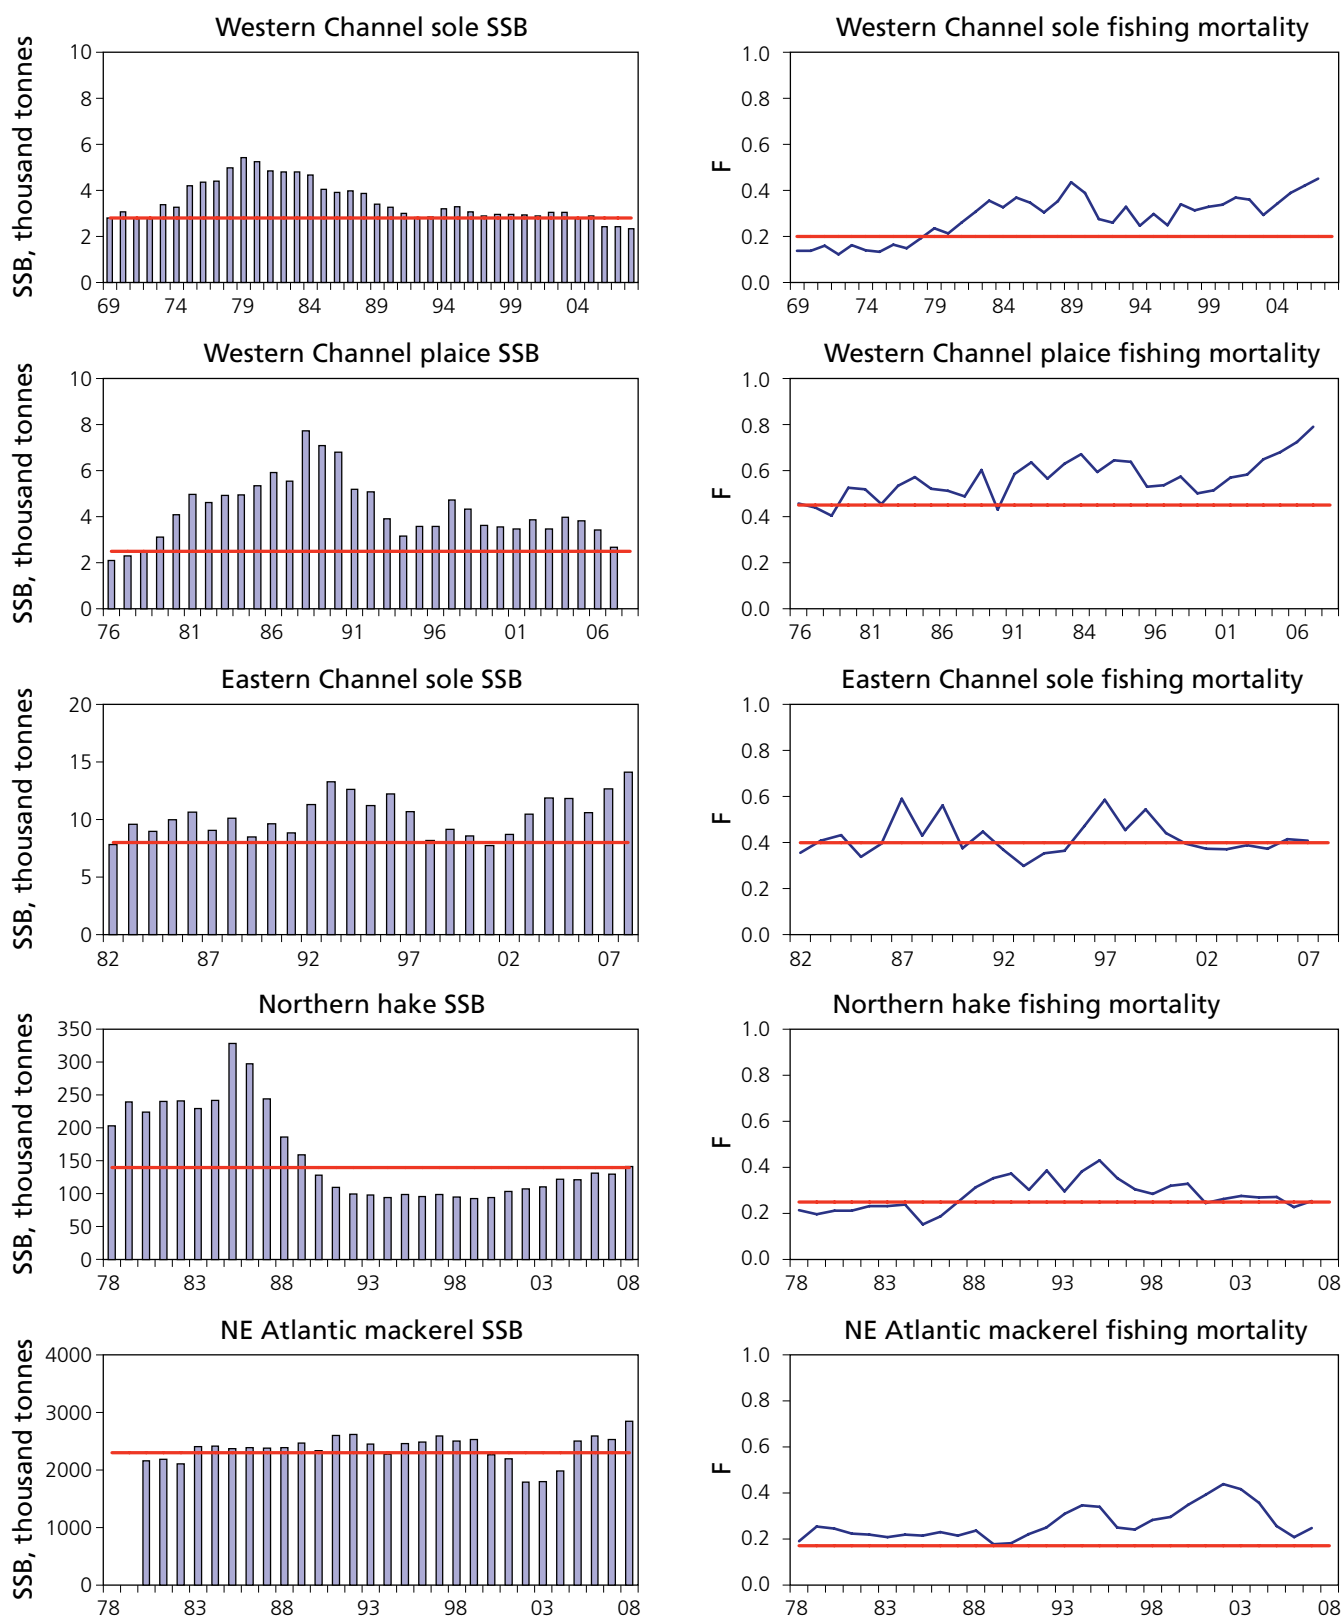 Western Channel sole SSB
SSB, thousand tonnes
10
8
6
4
2
0
69 74 79 84 89 94 99 04
Western Channel sole fishing mortality
F
1.0
0.8
0.6
0.4
0.2
0.0
69 74 79 84 89 94 99 04
Western Channel plaice SSB
SSB, thousand tonnes
10
8
6
4
2
0
76 81 86 91 96 01 06
Western Channel plaice fishing mortality
F
1.0
0.8
0.6
0.4
0.2
0.0
76 81 86 91 84 96 01 06
Eastern Channel sole SSB
SSB, thousand tonnes
20
15
10
5
0
82 87 92 97 02 07
Eastern Channel sole fishing mortality
F
1.0
0.8
0.6
0.4
0.2
0.0
82 87 92 97 02 07
Northern hake SSB
SSB, thousand tonnes
350
300
250
200
150
100
50
0
78 83 88 93 98 03 08
Northern hake fishing mortality
F
1.0
0.8
0.6
0.4
0.2
0.0
78 83 88 93 98 03 08
NE Atlantic mackerel SSB
SSB, thousand tonnes
4000
3000
2000
1000
0
78 83 88 93 98 03 08
NE Atlantic mackerel fishing mortality
F
1.0
0.8
0.6
0.4
0.2
0.0
78 83 88 93 98 03 08